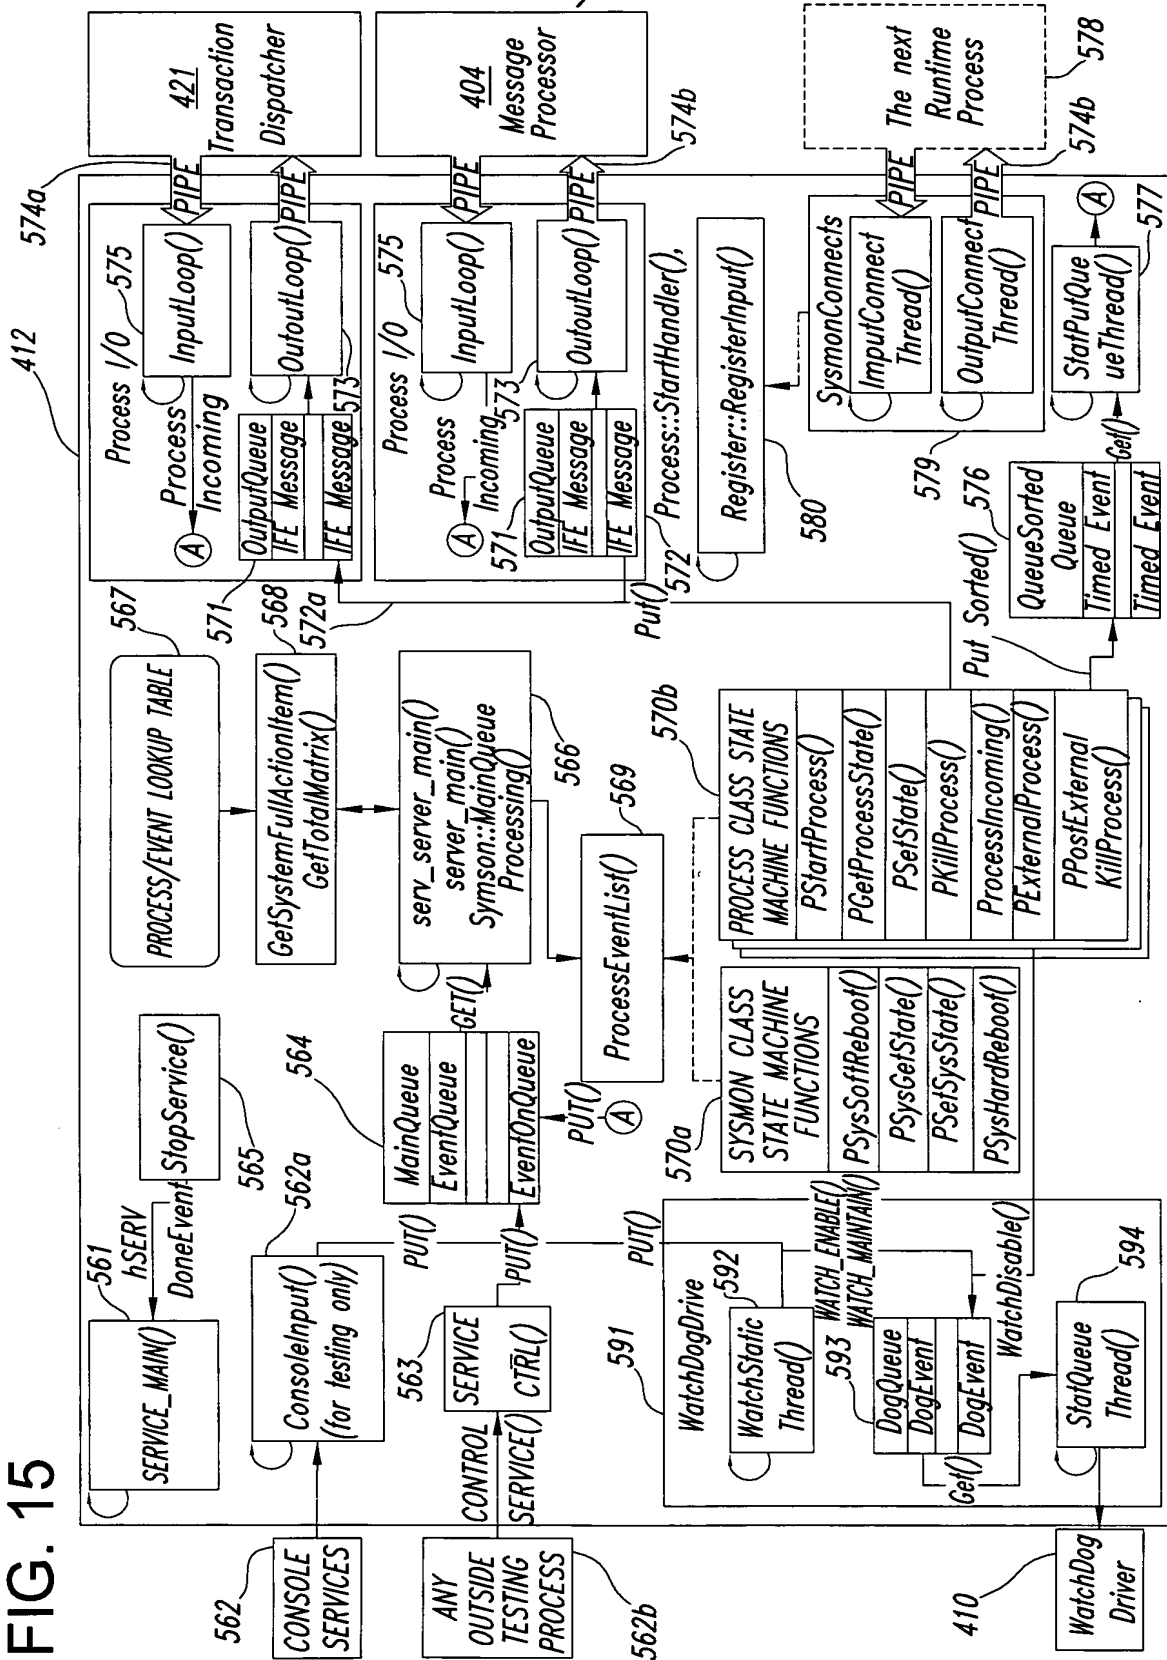 FIG. 15
412
561
SERVICE_MAIN()
hSERV
DoneEvent
StopService()
565
PROCESS/EVENT LOOKUP TABLE
567
GetSystemFullActionItem()
GetTotalMatrix()
568
562
CONSOLE
SERVICES
ConsoleInput()
(for testing only)
562a
PUT()
564
MainQueue
EventQueue
EventOnQueue
GET()
serv_server_main()
server_main()
Symson::MainQueue
Processing()
566
ANY
OUTSIDE
TESTING
PROCESS
562b
CONTROL
SERVICE()
563
SERVICE
CTRL()
PUT()
PUT()
A
ProcessEventList()
569
PUT()
591
WatchDogDrive
WatchStatic
Thread()
592
WATCH_ENABLE()
WATCH_MAINTAIN()
593
DogQueue
DogEvent
DogEvent
Get()
WatchDisable()
StatQueue
Thread()
594
410
WatchDog
Driver
570a
SYSMON CLASS
STATE MACHINE
FUNCTIONS
PSysSoftReboot()
PSysGetState()
PSetSysState()
PSysHardReboot()
570b
PROCESS CLASS STATE
MACHINE FUNCTIONS
PStartProcess()
PGetProcessState()
PSetState()
PKillProcess()
ProcessIncoming()
PExternalProcess()
PPostExternal
KillProcess()
Process I/O
575
InputLoop()
Process
Incoming
A
571
OutputQueue
IFE Message
IFE Message
OutoutLoop()
573
572a
574a
PIPE
PIPE
421
Transaction
Dispatcher
Process I/O
575
InputLoop()
Process
Incoming
A
573
571
OutputQueue
IFE Message
IFE Message
OutoutLoop()
572
Put()
PIPE
PIPE
574b
404
Message
Processor
Process::StartHandler(),
Register::RegisterInput()
580
SysmonConnects
ImputConnect
Thread()
OutputConnect
Thread()
579
PIPE
PIPE
574b
The next
Runtime
Process
578
Put Sorted()
576
QueueSorted
Queue
Timed Event
Timed Event
Get()
StatPutQue
ueThread()
577
A